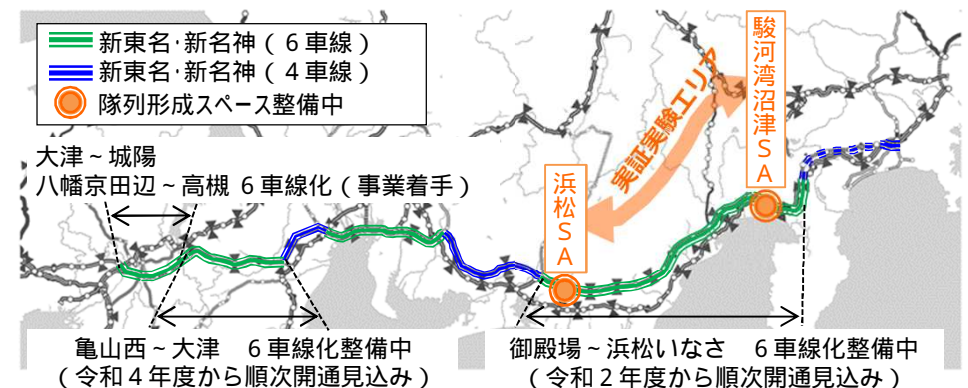 新東名･新名神（６車線）
新東名･新名神（４車線）
隊列形成スペース整備中
大津～城陽
八幡京田辺～高槻 ６車線化（事業着手）
実証実験エリア
駿河湾沼津ＳＡ
浜松ＳＡ
亀山西～大津　６車線化整備中
（令和４年度から順次開通見込み）
御殿場～浜松いなさ　６車線化整備中
（令和２年度から順次開通見込み）